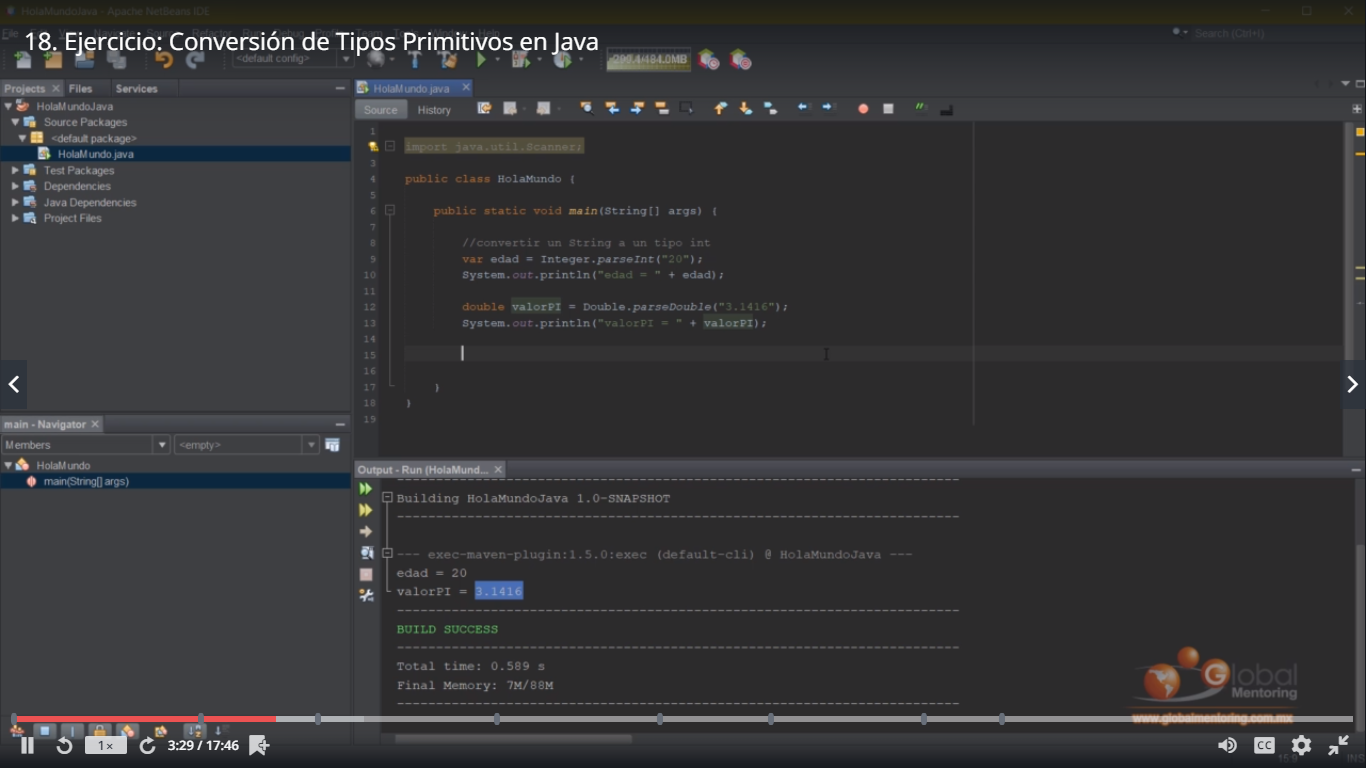 HolaMundoJava - Apache NetBeans IDE
18. Ejercicio: Conversión de Tipos Primitivos en Java
Search (Ctrl+I)
<default config>
299.4/484.0MB
Projects
Files
Services
HolaMundoJava
Source Packages
<default package>
HolaMundo.java
Test Packages
Dependencies
Java Dependencies
Project Files
HolaMundo.java
Source
History
1
import java.util.Scanner;
3
4 public class HolaMundo {
5
6 public static void main(String[] args) {
7
8 //convertir un String a un tipo int
9 var edad = Integer.parseInt("20");
10 System.out.println("edad = " + edad);
11
12 double valorPI = Double.parseDouble("3.1416");
13 System.out.println("valorPI = " + valorPI);
14
15
16
17 }
18 }
19
main - Navigator
Members
<empty>
HolaMundo
main(String[] args)
Output - Run (HolaMund...
Building HolaMundoJava 1.0-SNAPSHOT
------------------------------------------------------------------------
--- exec-maven-plugin:1.5.0:exec (default-cli) @ HolaMundoJava ---
edad = 20
valorPI = 3.1416
------------------------------------------------------------------------
BUILD SUCCESS
------------------------------------------------------------------------
Total time: 0.589 s
Final Memory: 7M/88M
------------------------------------------------------------------------
Global
Mentoring
www.globalmentoring.com.mx
1×
3:29 / 17:46
CC
15:9
INS